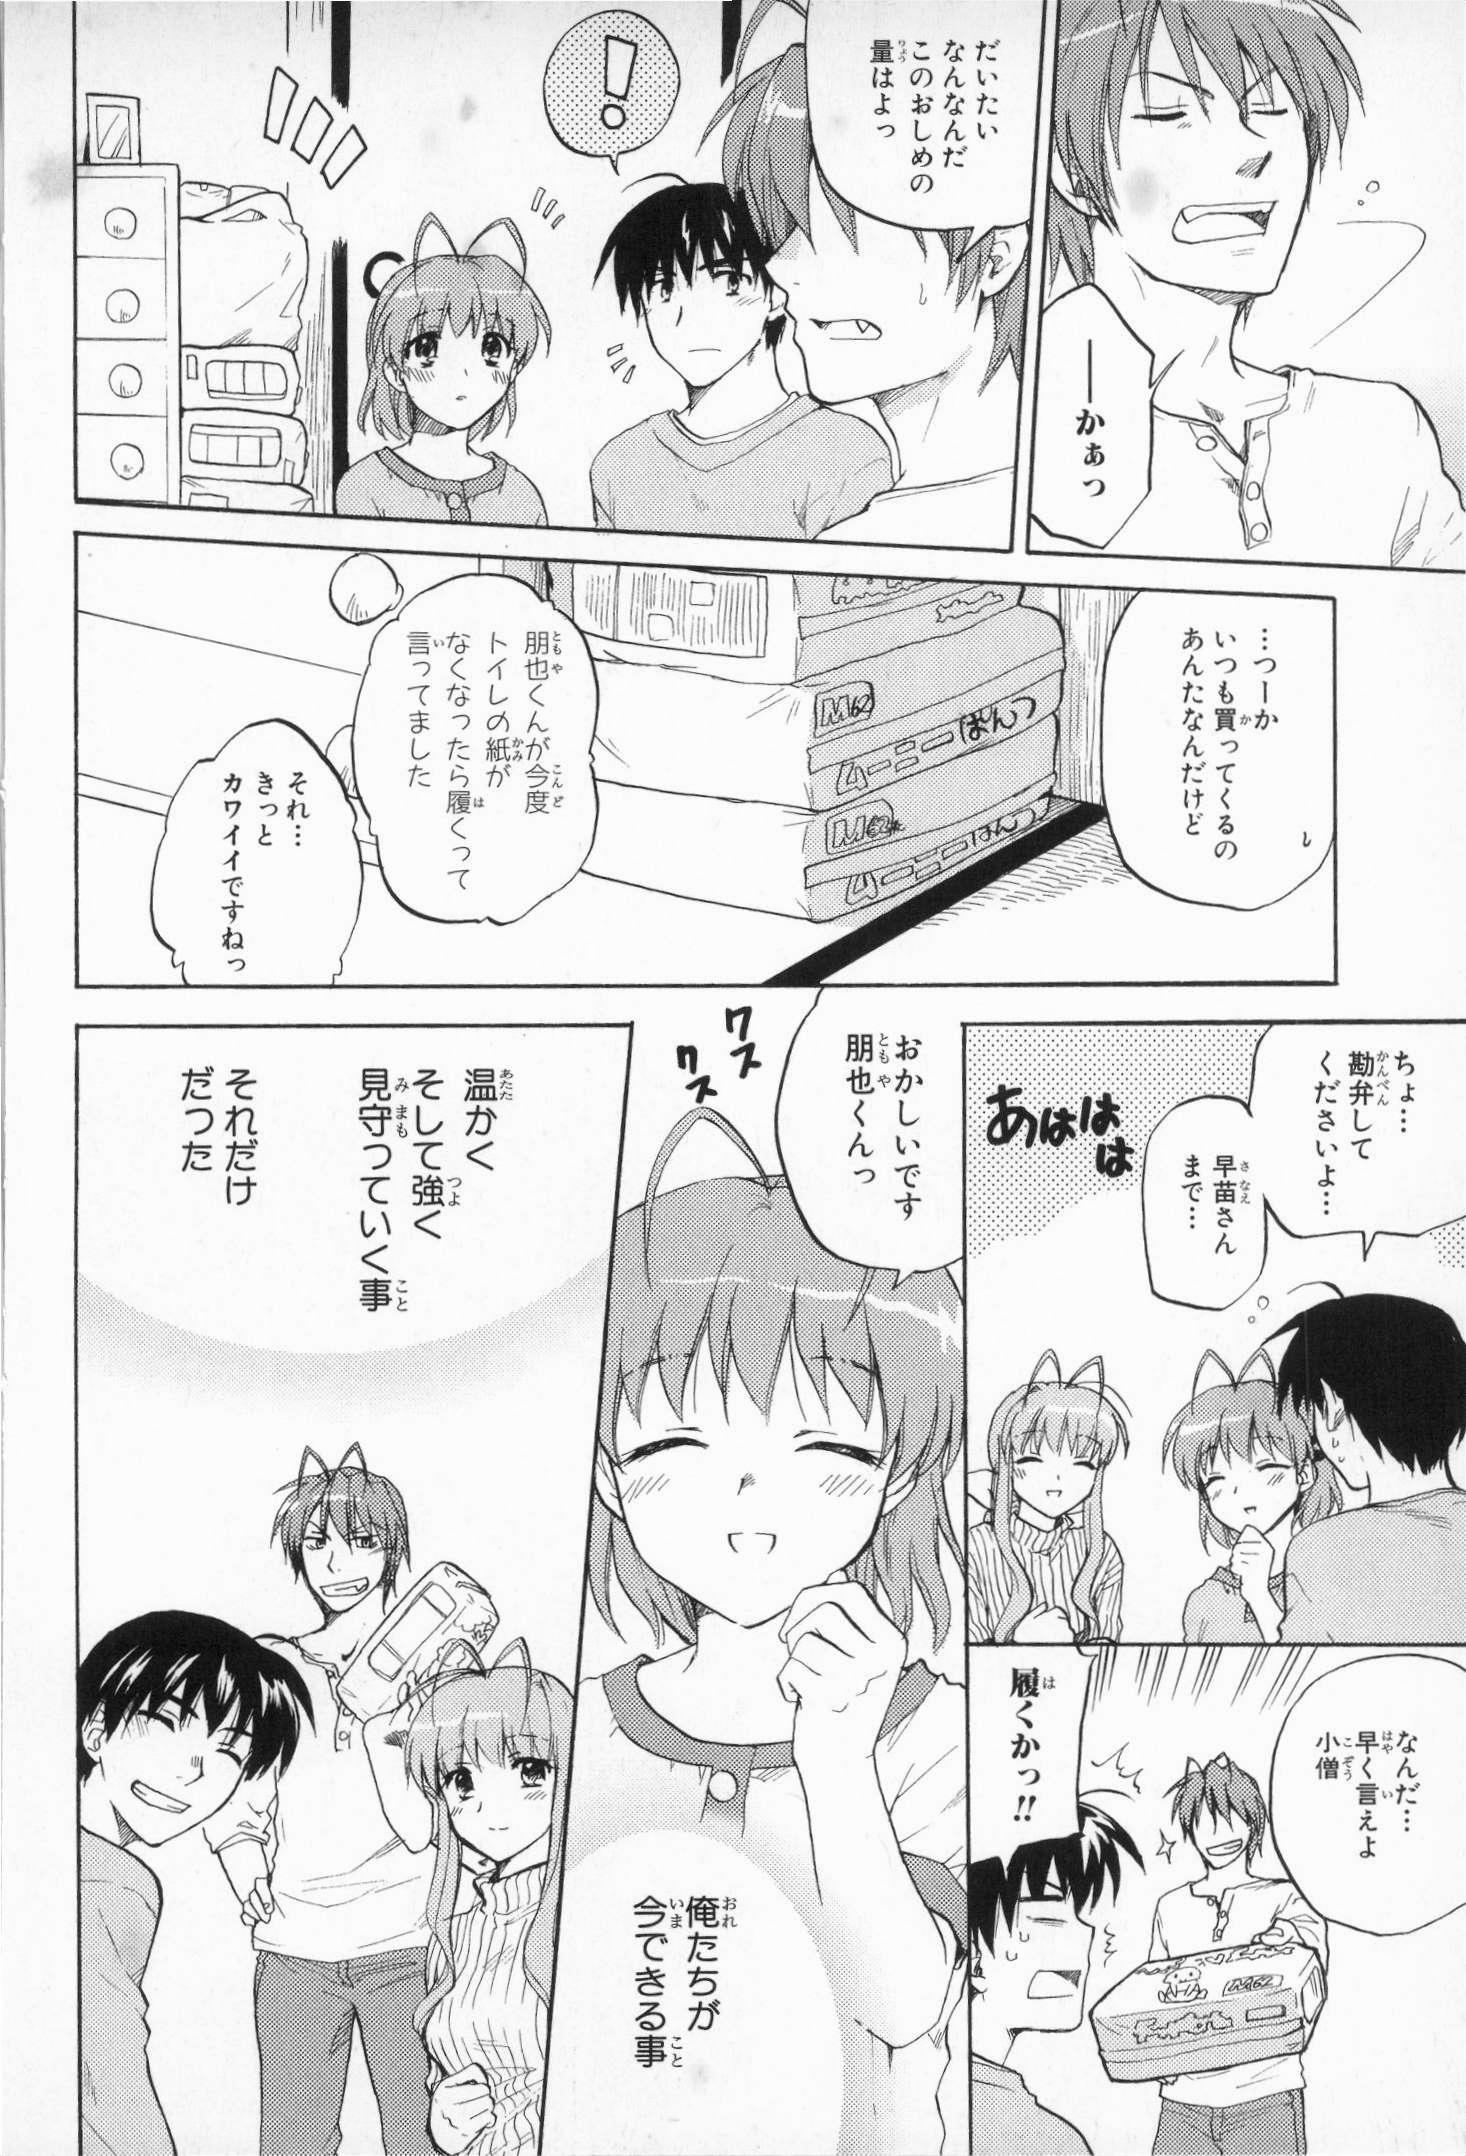 ――かぁっ
だいたい
なんなんだ
このおしめの
量はよっ
!
…つーか
いつも買ってくるの
あんたなんだけど
M62
ムーニーぱんつ
M62
ムーニーぱんつ
朋也くんが今度
トイレの紙が
なくなったら履くって
言ってました
それ…
きっと
カワイイですねっ
ちょ…
勘弁して
くださいよ…
早苗さん
まで…
あははは
なんだ…
早く言えよ
小僧
履くかっ!!
M62
おかしいです
朋也くんっ
ワス
クス
俺たちが
今できる事
温かく
そして強く
見守っていく事
それだけ
だった